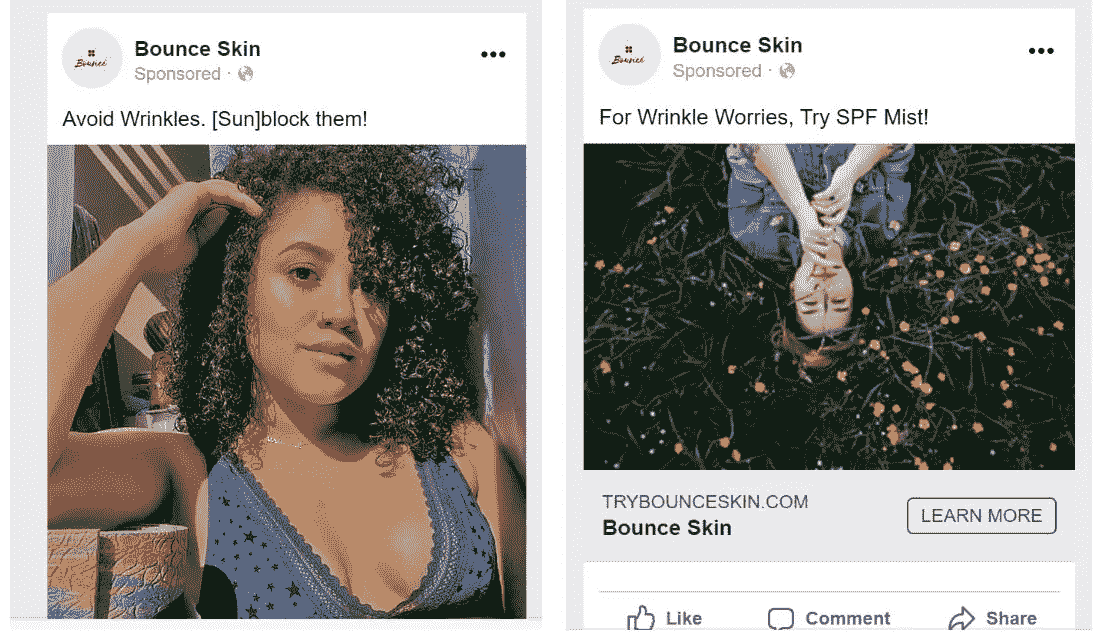 Bounce
Bounce Skin
Sponsored ·
Avoid Wrinkles. [Sun]block them!
Bounce
Bounce Skin
Sponsored ·
For Wrinkle Worries, Try SPF Mist!
TRYBOUNCESKIN.COM
Bounce Skin
LEARN MORE
Like
Comment
Share